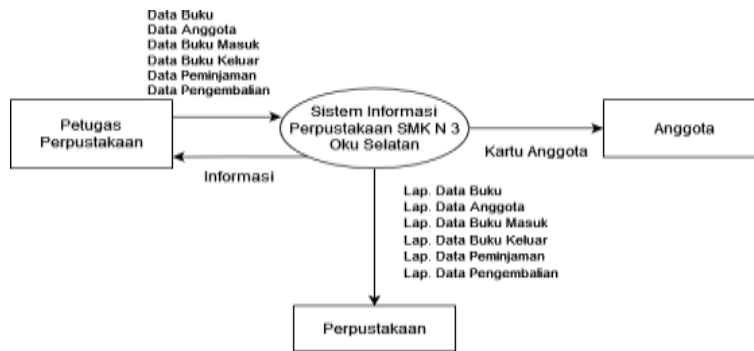 Data Buku
Data Anggota
Data Buku Masuk
Data Buku Keluar
Data Peminjaman
Data Pengembalian
Petugas
Perpustakaan
Sistem Informasi
Perpustakaan SMK N 3
Oku Selatan
Anggota
Kartu Anggota
Informasi
Lap. Data Buku
Lap. Data Anggota
Lap. Data Buku Masuk
Lap. Data Buku Keluar
Lap. Data Peminjaman
Lap. Data Pengembalian
Perpustakaan